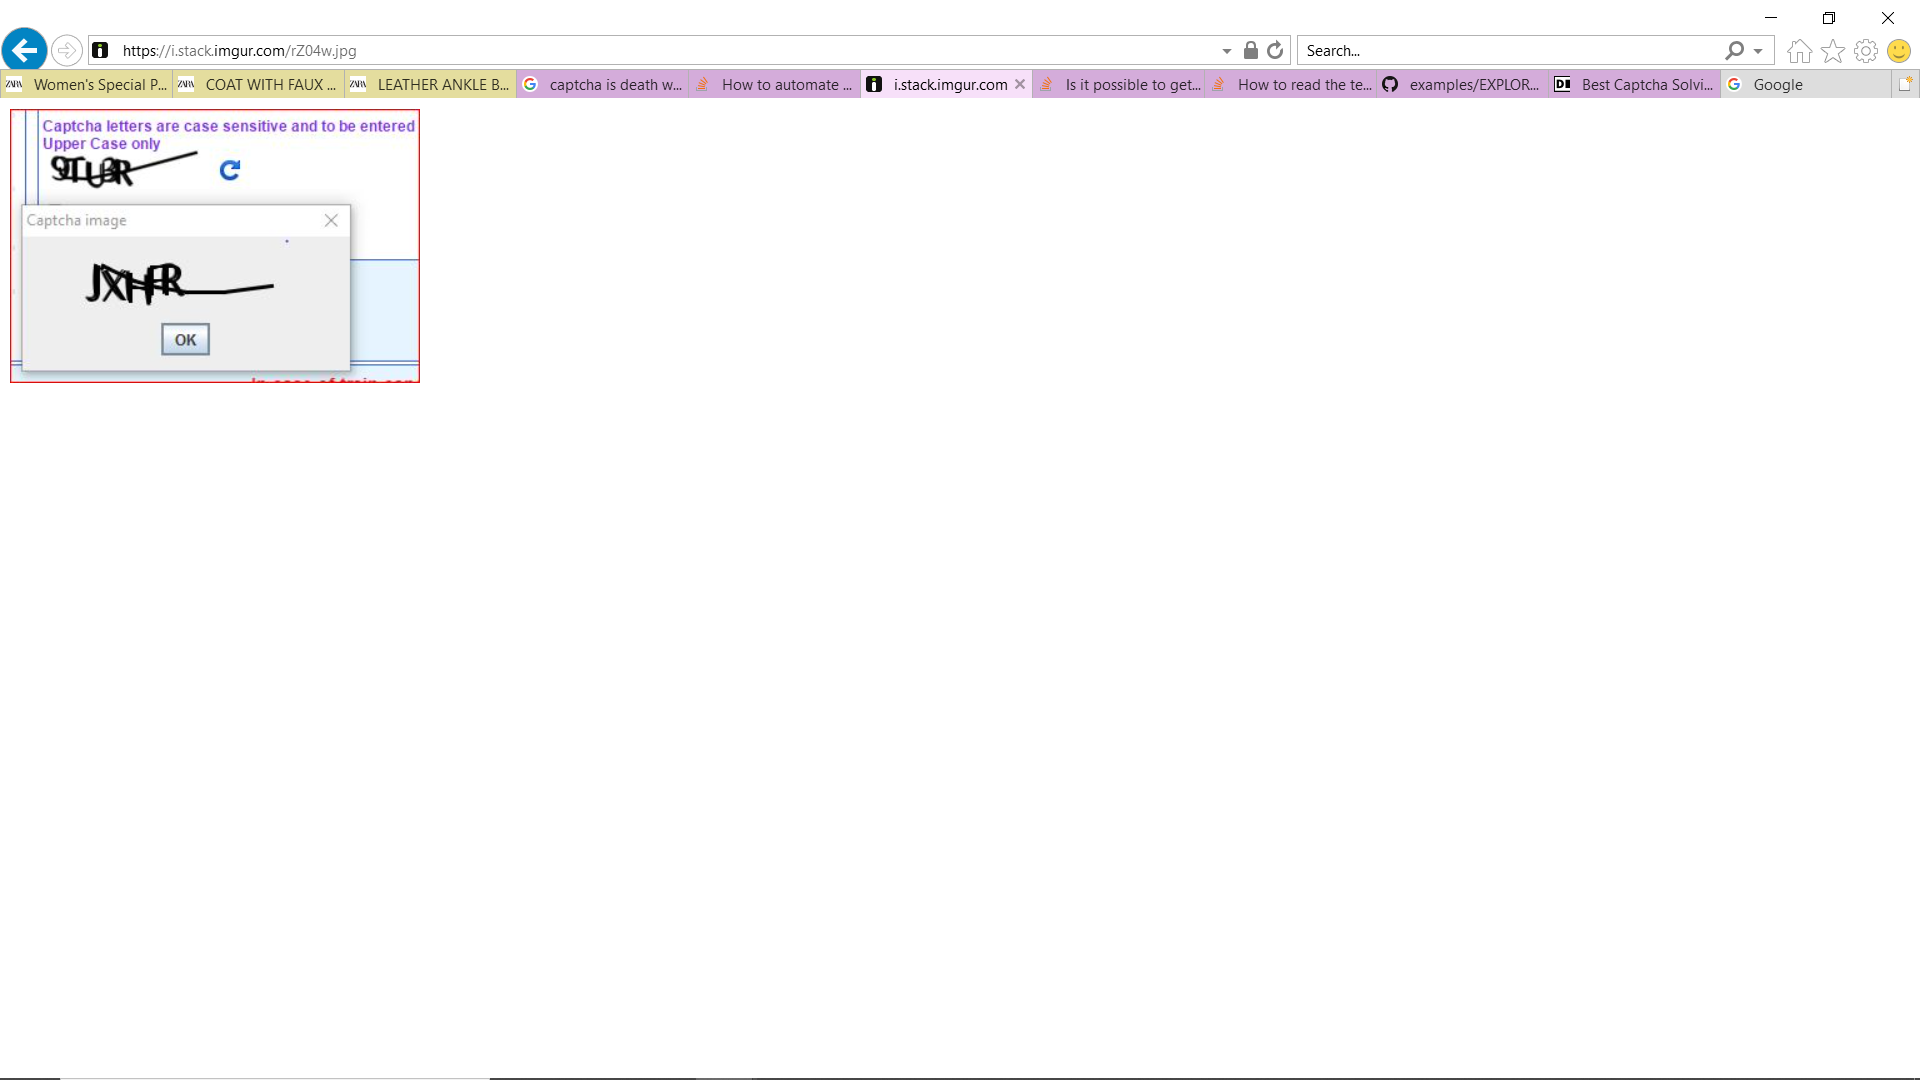 https://i.stack.imgur.com/rZ04w.jpg
Search...
Women's Special P...
COAT WITH FAUX ...
LEATHER ANKLE B...
captcha is death w...
How to automate ...
i.stack.imgur.com
Is it possible to get...
How to read the te...
examples/EXPLOR...
Best Captcha Solvi...
Google
Captcha letters are case sensitive and to be entered
Upper Case only
Captcha image
OK